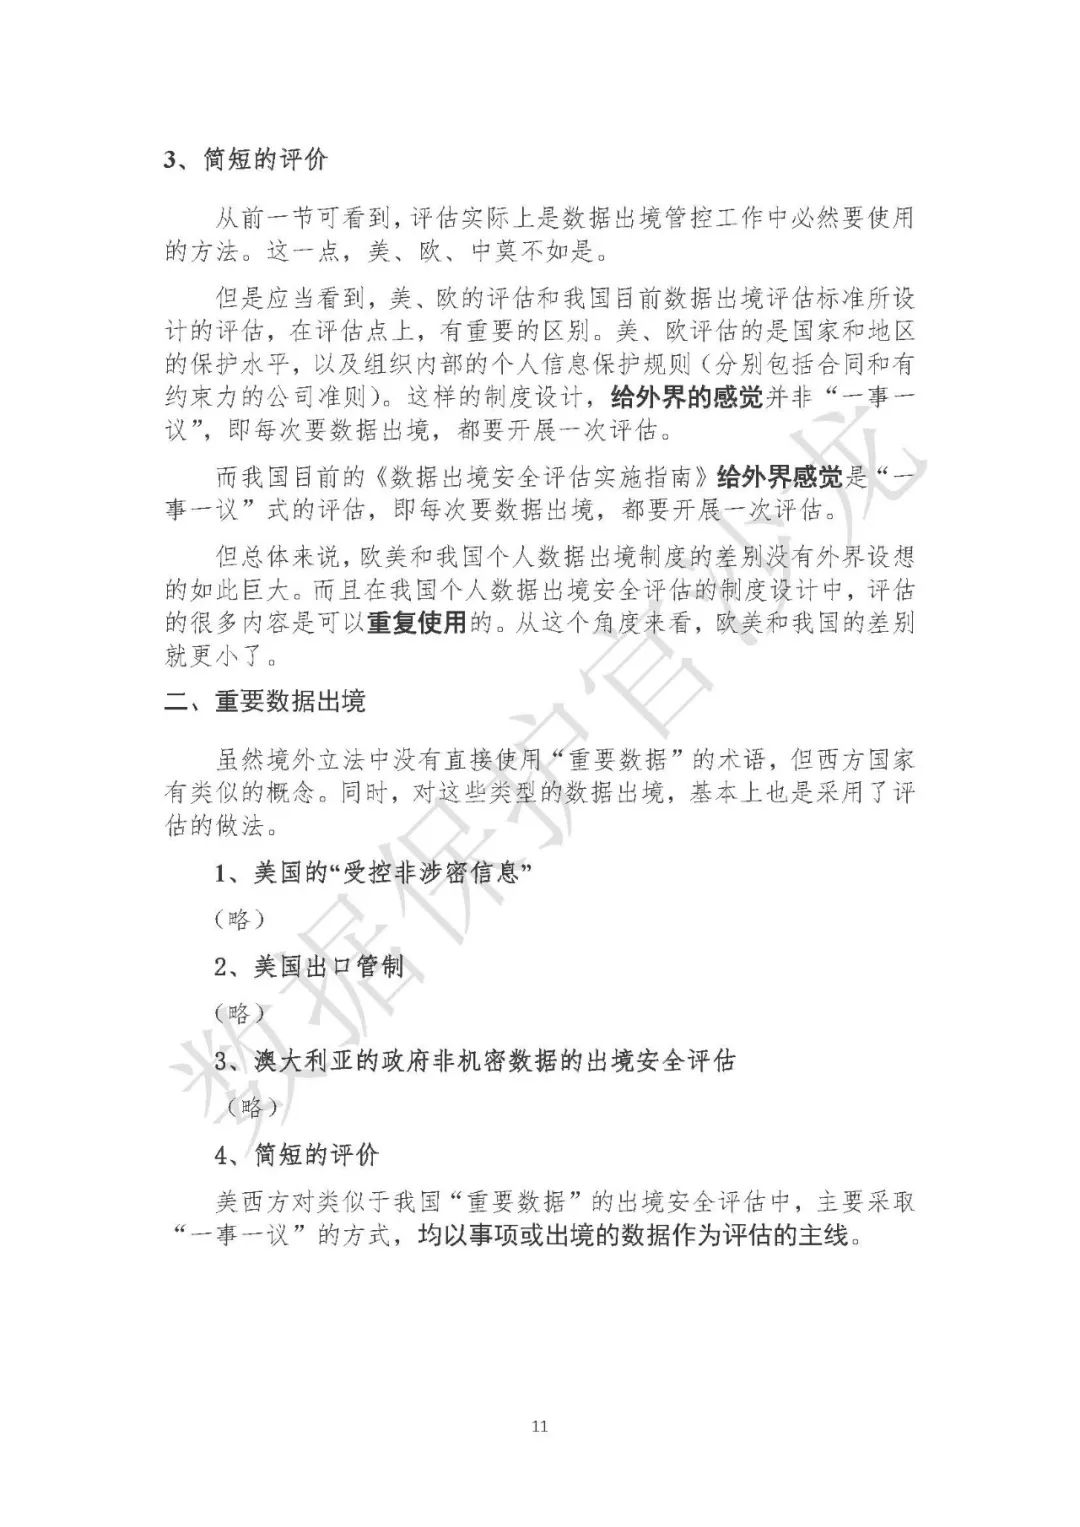 3、简短的评价
从前一节可看到，评估实际上是数据出境管控工作中必然要使用
的方法。这一点，美、欧、中莫不如是。
但是应当看到，美、欧的评估和我国目前数据出境评估标准所设
计的评估，在评估点上，有重要的区别。美、欧评估的是国家和地区
的保护水平，以及组织内部的个人信息保护规则（分别包括合同和有
约束力的公司准则）。这样的制度设计，给外界的感觉并非“一事一
议”，即每次要数据出境，都要开展一次评估。
而我国目前的《数据出境安全评估实施指南》给外界感觉是“一
事一议”式的评估，即每次要数据出境，都要开展一次评估。
但总体来说，欧美和我国个人数据出境制度的差别没有外界设想
的如此巨大。而且在我国个人数据出境安全评估的制度设计中，评估
的很多内容是可以重复使用的。从这个角度来看，欧美和我国的差别
就更小了。
二、重要数据出境
虽然境外立法中没有直接使用“重要数据”的术语，但西方国家
有类似的概念。同时，对这些类型的数据出境，基本上也是采用了评
估的做法。
1、美国的“受控非涉密信息”
（略）
2、美国出口管制
（略）
3、澳大利亚的政府非机密数据的出境安全评估
（略）
4、简短的评价
美西方对类似于我国“重要数据”的出境安全评估中，主要采取
“一事一议”的方式，均以事项或出境的数据作为评估的主线。
11
数据保护官沙龙